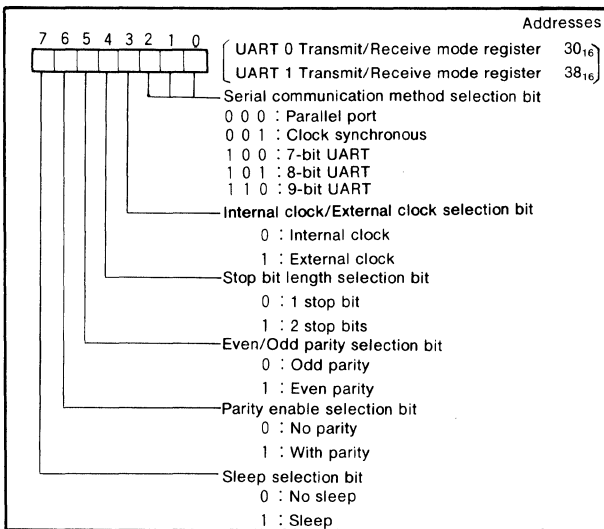 Addresses
7 6 5 4 3 2 1 0
UART 0 Transmit/Receive mode register 30₁₆
UART 1 Transmit/Receive mode register 38₁₆
Serial communication method selection bit
0 0 0 : Parallel port
0 0 1 : Clock synchronous
1 0 0 : 7-bit UART
1 0 1 : 8-bit UART
1 1 0 : 9-bit UART
Internal clock/External clock selection bit
0 : Internal clock
1 : External clock
Stop bit length selection bit
0 : 1 stop bit
1 : 2 stop bits
Even/Odd parity selection bit
0 : Odd parity
1 : Even parity
Parity enable selection bit
0 : No parity
1 : With parity
Sleep selection bit
0 : No sleep
1 : Sleep